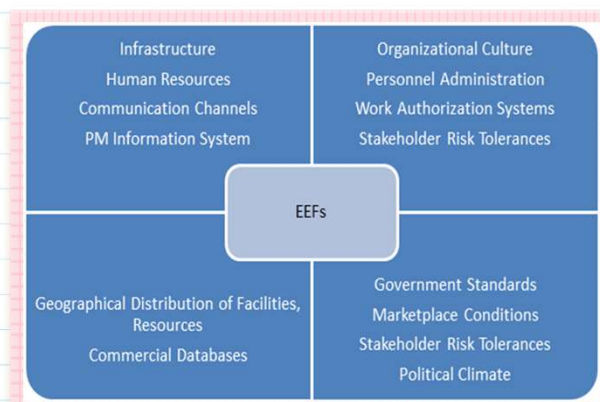 Infrastructure
Human Resources
Communication Channels
PM Information System
Organizational Culture
Personnel Administration
Work Authorization Systems
Stakeholder Risk Tolerances
EEFs
Geographical Distribution of Facilities,
Resources
Commercial Databases
Government Standards
Marketplace Conditions
Stakeholder Risk Tolerances
Political Climate